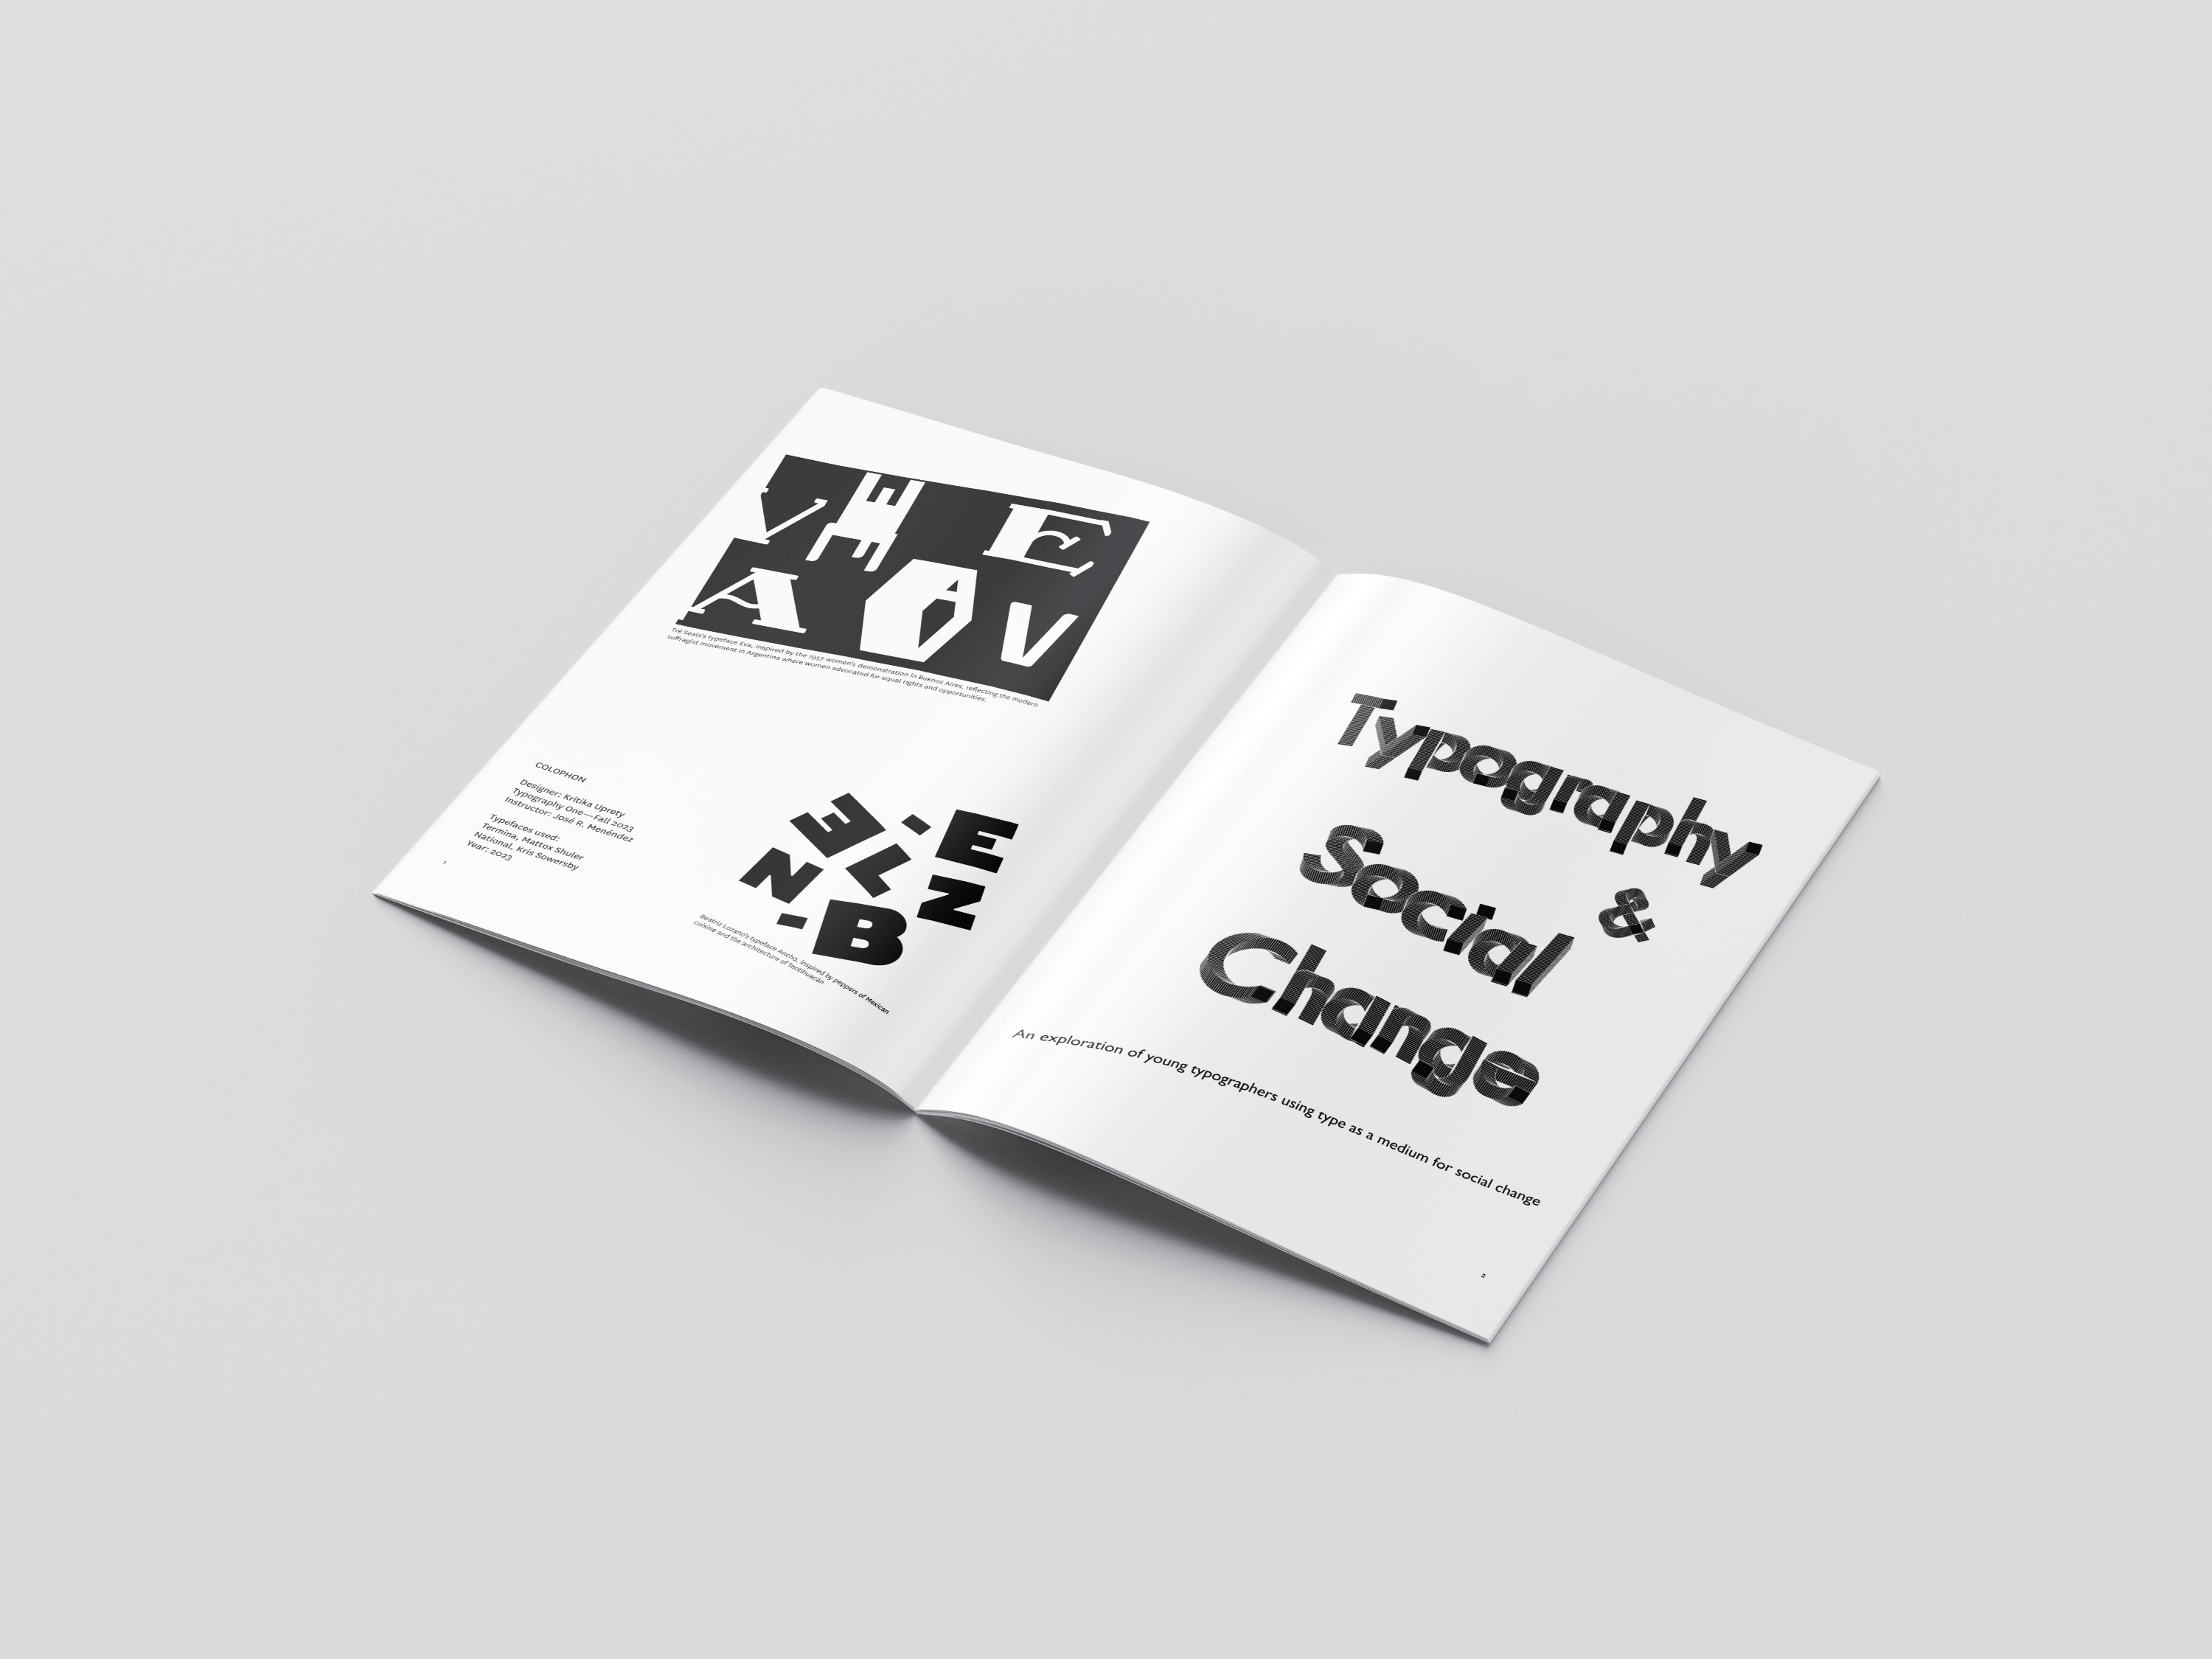 V E E
E
A A V
Tré Seals's typeface Eva, inspired by the 1957 women's demonstration in Buenos Aires, reflecting the modern
suffragist movement in Argentina where women advocated for equal rights and opportunities.
COLOPHON
Designer: Kritika Uprety
Typography One—Fall 2023
Instructor: José R. Menéndez
Typefaces used:
Termina, Mattox Shuler
National, Kris Sowersby
Year: 2023
1
E - E
N L Z
- B
Beatriz Lozano's typeface Ancho, inspired by peppers of Mexican
cuisine and the architecture of Teotihuacán
Typography
&
Social
Change
An exploration of young typographers using type as a medium for social change
2